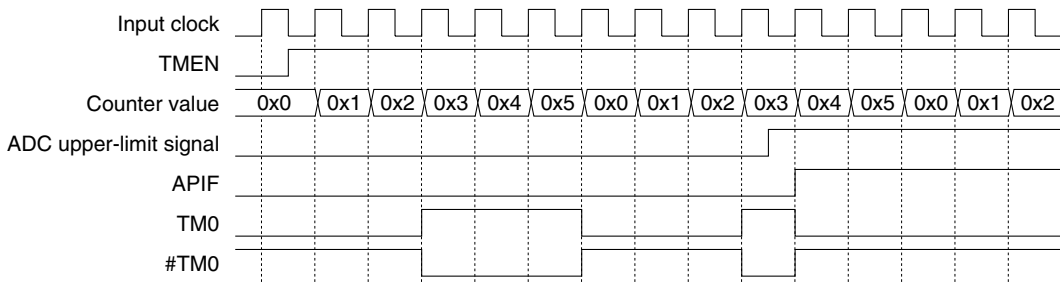 Input clock
TMEN
Counter value 0x0 0x1 0x2 0x3 0x4 0x5 0x0 0x1 0x2 0x3 0x4 0x5 0x0 0x1 0x2
ADC upper-limit signal
APIF
TM0
#TM0